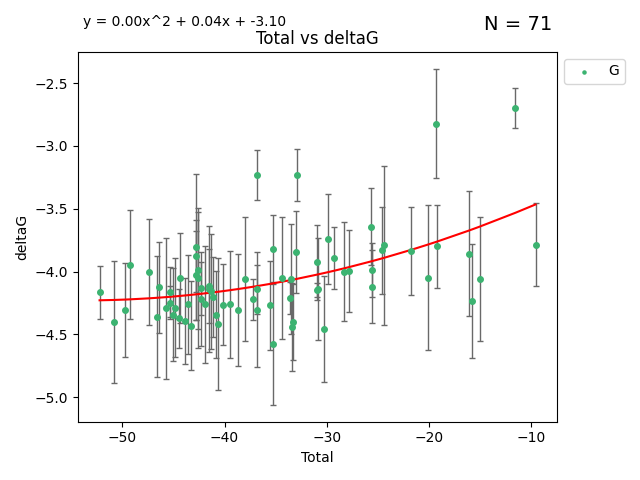 y = 0.00x^2 + 0.04x + -3.10
N = 71
Total vs deltaG
G
deltaG
−2.5
−3.0
−3.5
−4.0
−4.5
−5.0
−50
−40
−30
−20
−10
Total